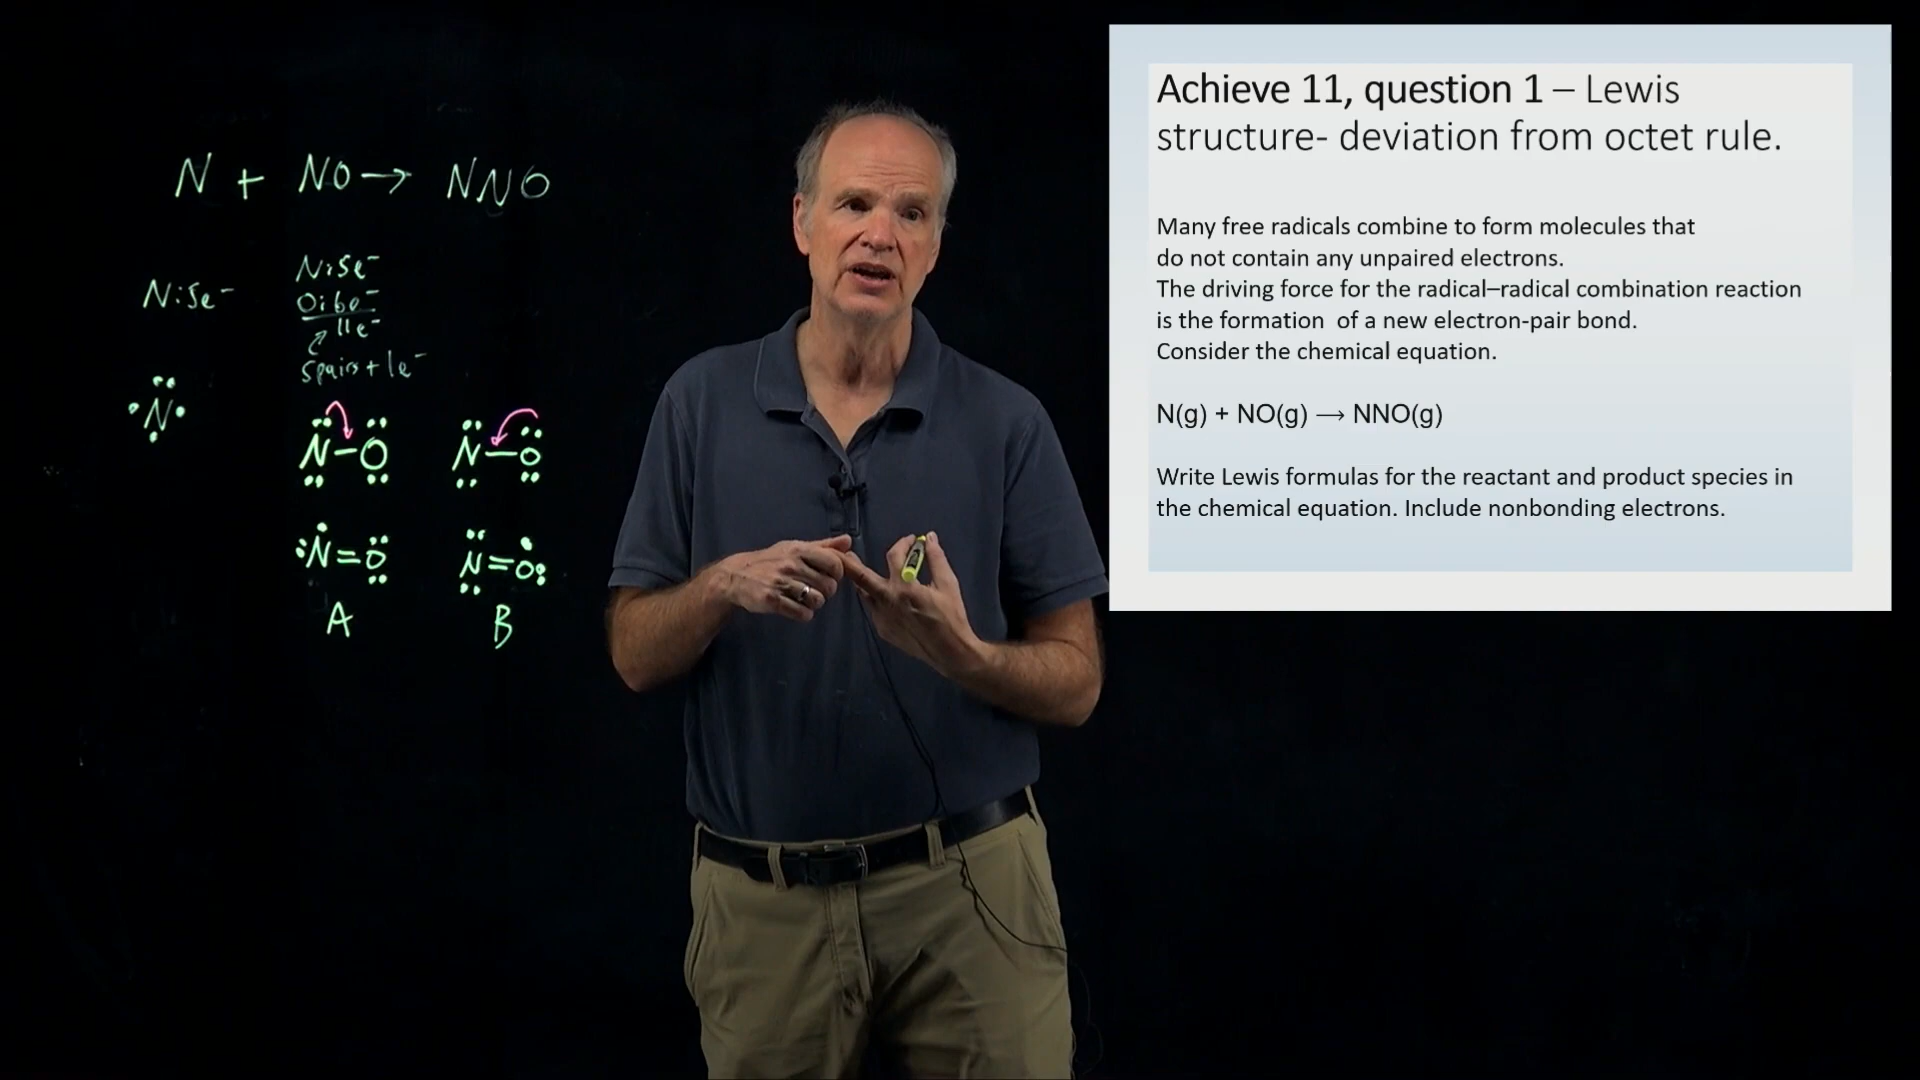 N + NO → NNO
N:5e⁻
N:5e⁻
O:6e⁻
11e⁻
5pairs + 1e⁻
N
N–O
N–O
N=O
N=O
A
B
Achieve 11, question 1 – Lewis
structure- deviation from octet rule.
Many free radicals combine to form molecules that
do not contain any unpaired electrons.
The driving force for the radical–radical combination reaction
is the formation of a new electron-pair bond.
Consider the chemical equation.
N(g) + NO(g) → NNO(g)
Write Lewis formulas for the reactant and product species in
the chemical equation. Include nonbonding electrons.